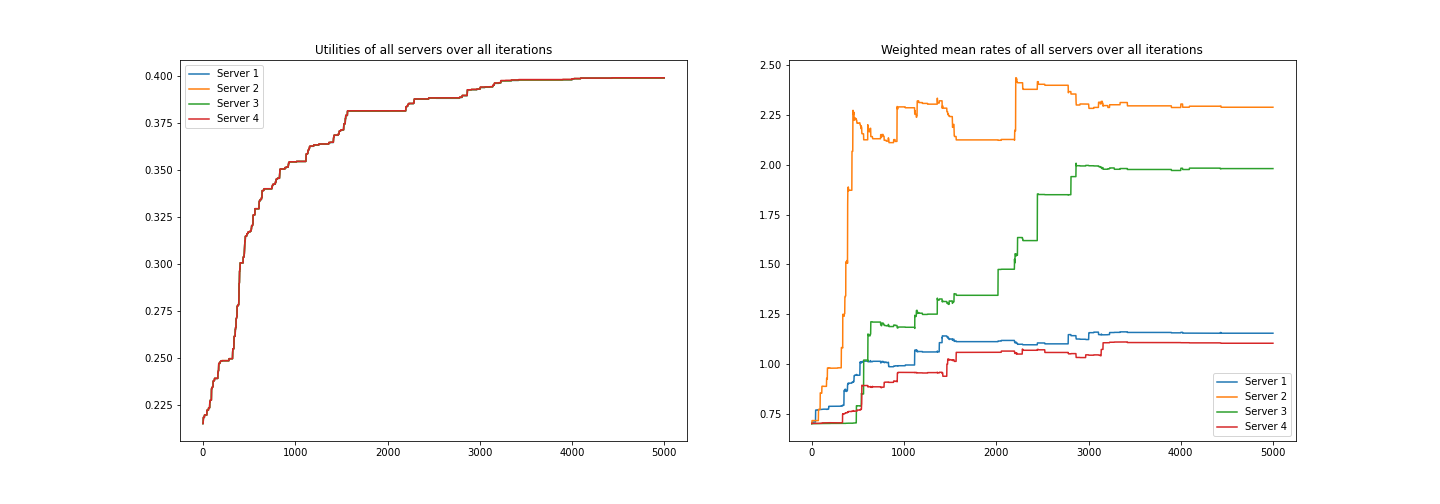 Utilities of all servers over all iterations
Server 1
Server 2
Server 3
Server 4
0.400
0.375
0.350
0.325
0.300
0.275
0.250
0.225
0 1000 2000 3000 4000 5000
Weighted mean rates of all servers over all iterations
2.50
2.25
2.00
1.75
1.50
1.25
1.00
0.75
Server 1
Server 2
Server 3
Server 4
0 1000 2000 3000 4000 5000